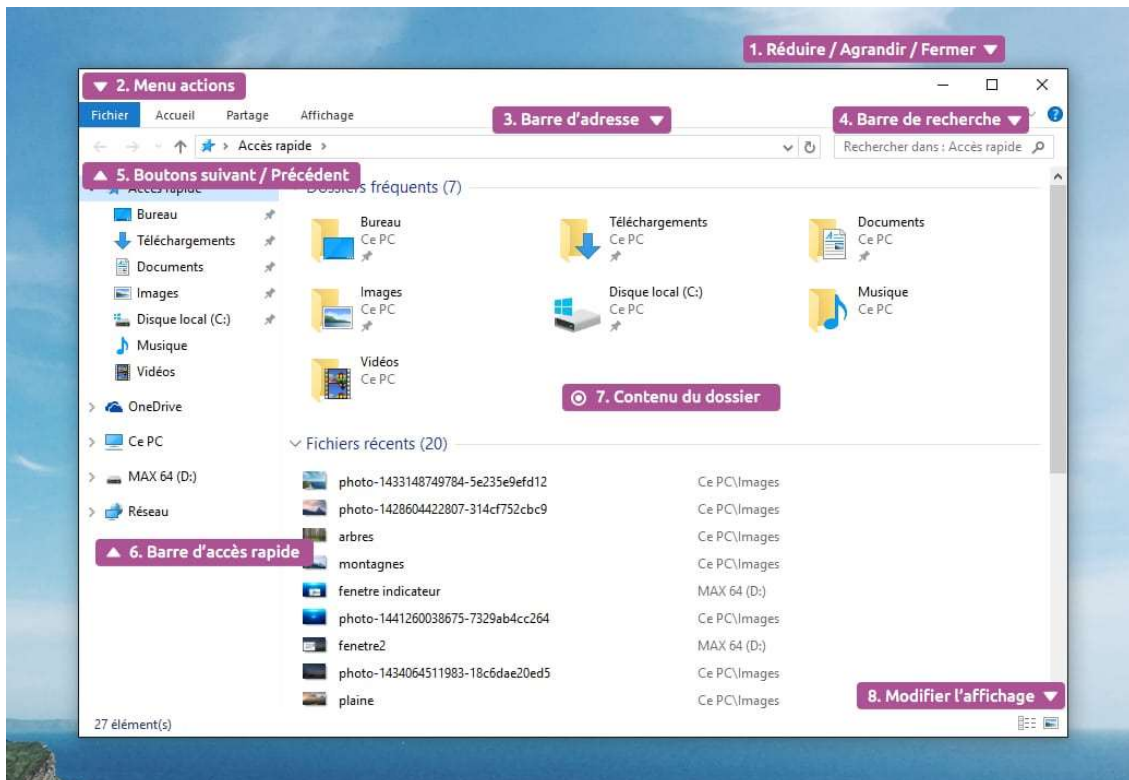 1. Réduire / Agrandir / Fermer
2. Menu actions
Fichier Accueil Partage Affichage
3. Barre d'adresse
4. Barre de recherche
Accès rapide
Rechercher dans : Accès rapide
5. Boutons suivant / Précédent
Accès rapide
Bureau
Téléchargements
Documents
Images
Disque local (C:)
Musique
Vidéos
OneDrive
Ce PC
MAX 64 (D:)
Réseau
6. Barre d'accès rapide
Dossiers fréquents (7)
Bureau
Ce PC
Téléchargements
Ce PC
Documents
Ce PC
Images
Ce PC
Disque local (C:)
Ce PC
Musique
Ce PC
Vidéos
Ce PC
7. Contenu du dossier
Fichiers récents (20)
photo-1433148749784-5e235e9efd12 Ce PC\Images
photo-1428604422807-314cf752cbc9 Ce PC\Images
arbres Ce PC\Images
montagnes Ce PC\Images
fenetre indicateur MAX 64 (D:)
photo-1441260038675-7329ab4cc264 Ce PC\Images
fenetre2 MAX 64 (D:)
photo-1434064511983-18c6dae20ed5 Ce PC\Images
plaine Ce PC\Images
8. Modifier l'affichage
27 élément(s)